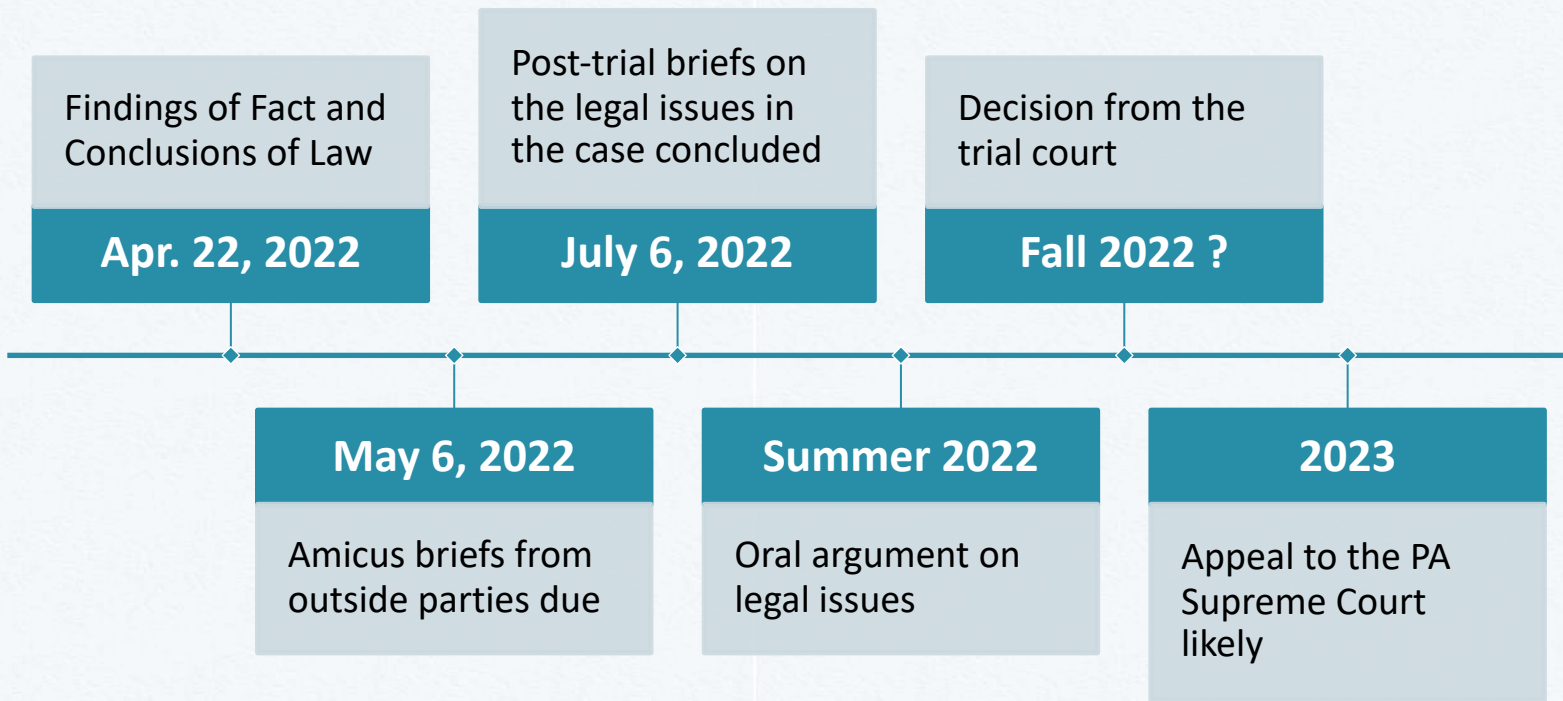 Findings of Fact and
Conclusions of Law
Apr. 22, 2022
May 6, 2022
Amicus briefs from
outside parties due
Post-trial briefs on
the legal issues in
the case concluded
July 6, 2022
Summer 2022
Oral argument on
legal issues
Decision from the
trial court
Fall 2022 ?
2023
Appeal to the PA
Supreme Court
likely